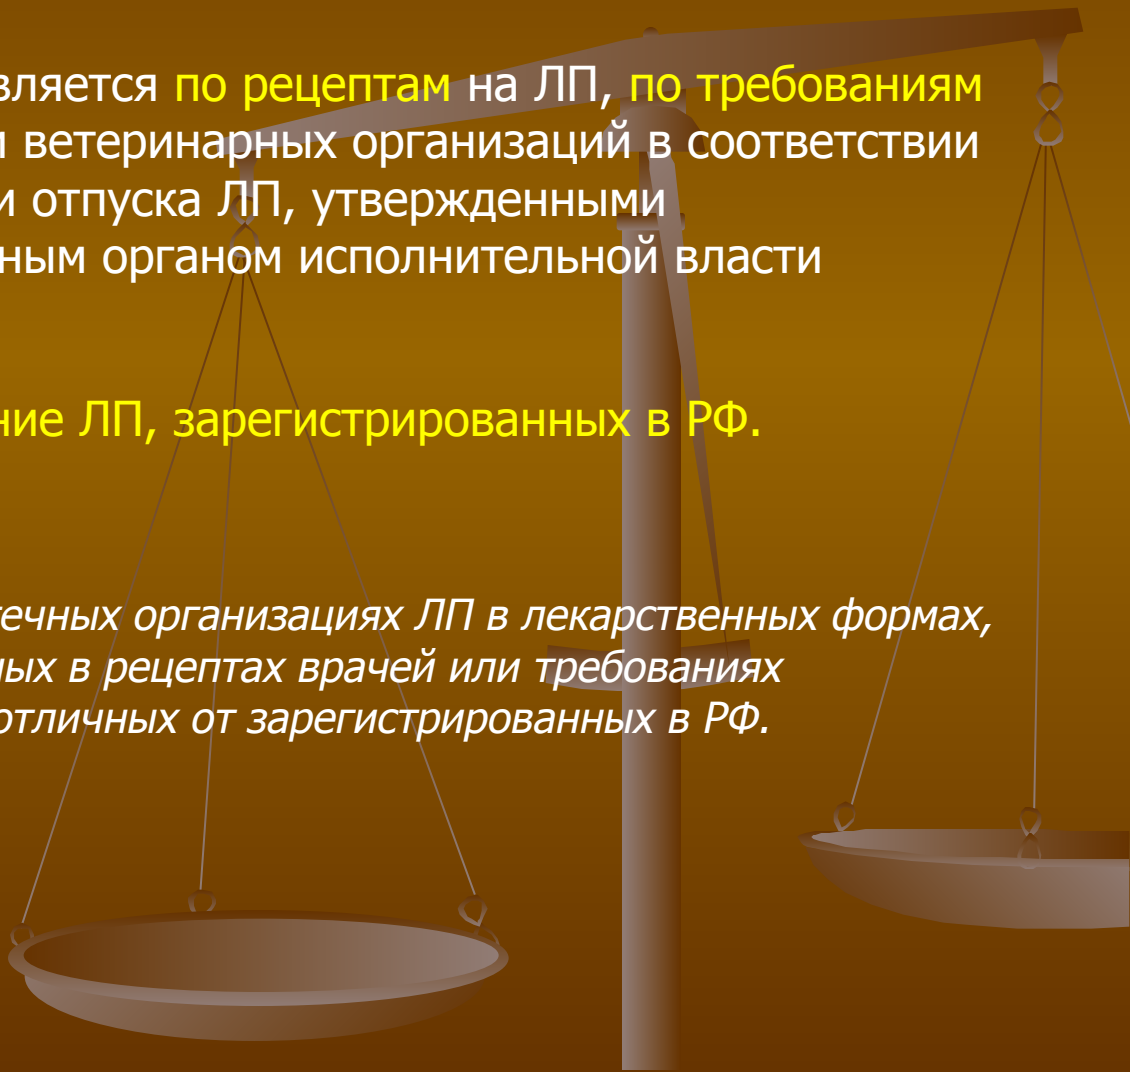 вляется по рецептам на ЛП, по требованиям
и ветеринарных организаций в соответствии
и отпуска ЛП, утвержденными
ным органом исполнительной власти
ние ЛП, зарегистрированных в РФ.
ечных организациях ЛП в лекарственных формах,
ных в рецептах врачей или требованиях
отличных от зарегистрированных в РФ.